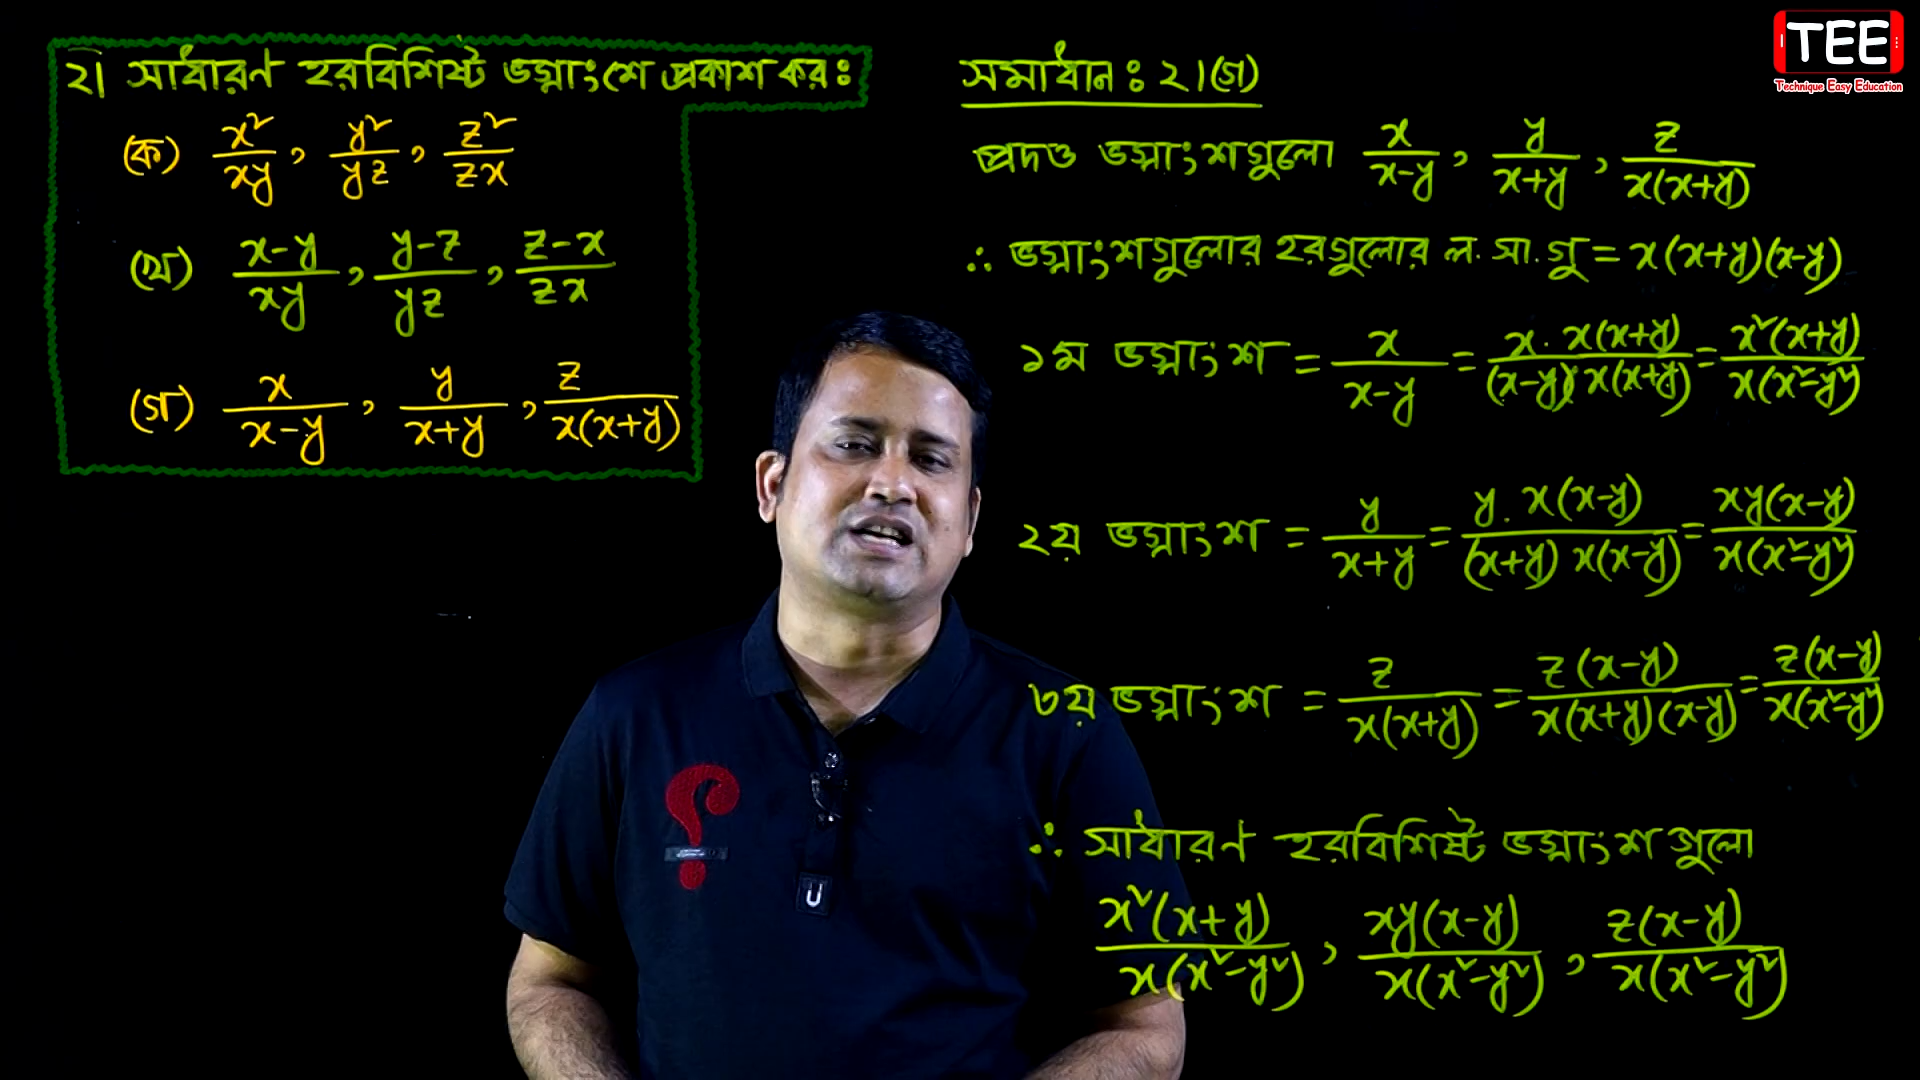 ২। সাধারণ হরবিশিষ্ট ভগ্নাংশে প্রকাশ কর:
(ক) x²/xy, y²/yz, z²/zx
(খ) x-y/xy, y-z/yz, z-x/zx
(গ) x/x-y, y/x+y, z/x(x+y)
সমাধান: ২।(গ)
প্রদত্ত ভগ্নাংশগুলো x/x-y, y/x+y, z/x(x+y)
∴ ভগ্নাংশগুলোর হরগুলোর ল. সা. গু = x(x+y)(x-y)
১ম ভগ্নাংশ = x/x-y = x. x(x+y)/(x-y). x(x+y) = x²(x+y)/x(x²-y²)
২য় ভগ্নাংশ = y/x+y = y. x(x-y)/(x+y) x(x-y) = xy(x-y)/x(x²-y²)
৩য় ভগ্নাংশ = z/x(x+y) = z(x-y)/x(x+y)(x-y) = z(x-y)/x(x²-y²)
∴ সাধারণ হরবিশিষ্ট ভগ্নাংশ গুলো
x²(x+y)/x(x²-y²), xy(x-y)/x(x²-y²), z(x-y)/x(x²-y²)
TEE
Technique Easy Education
U